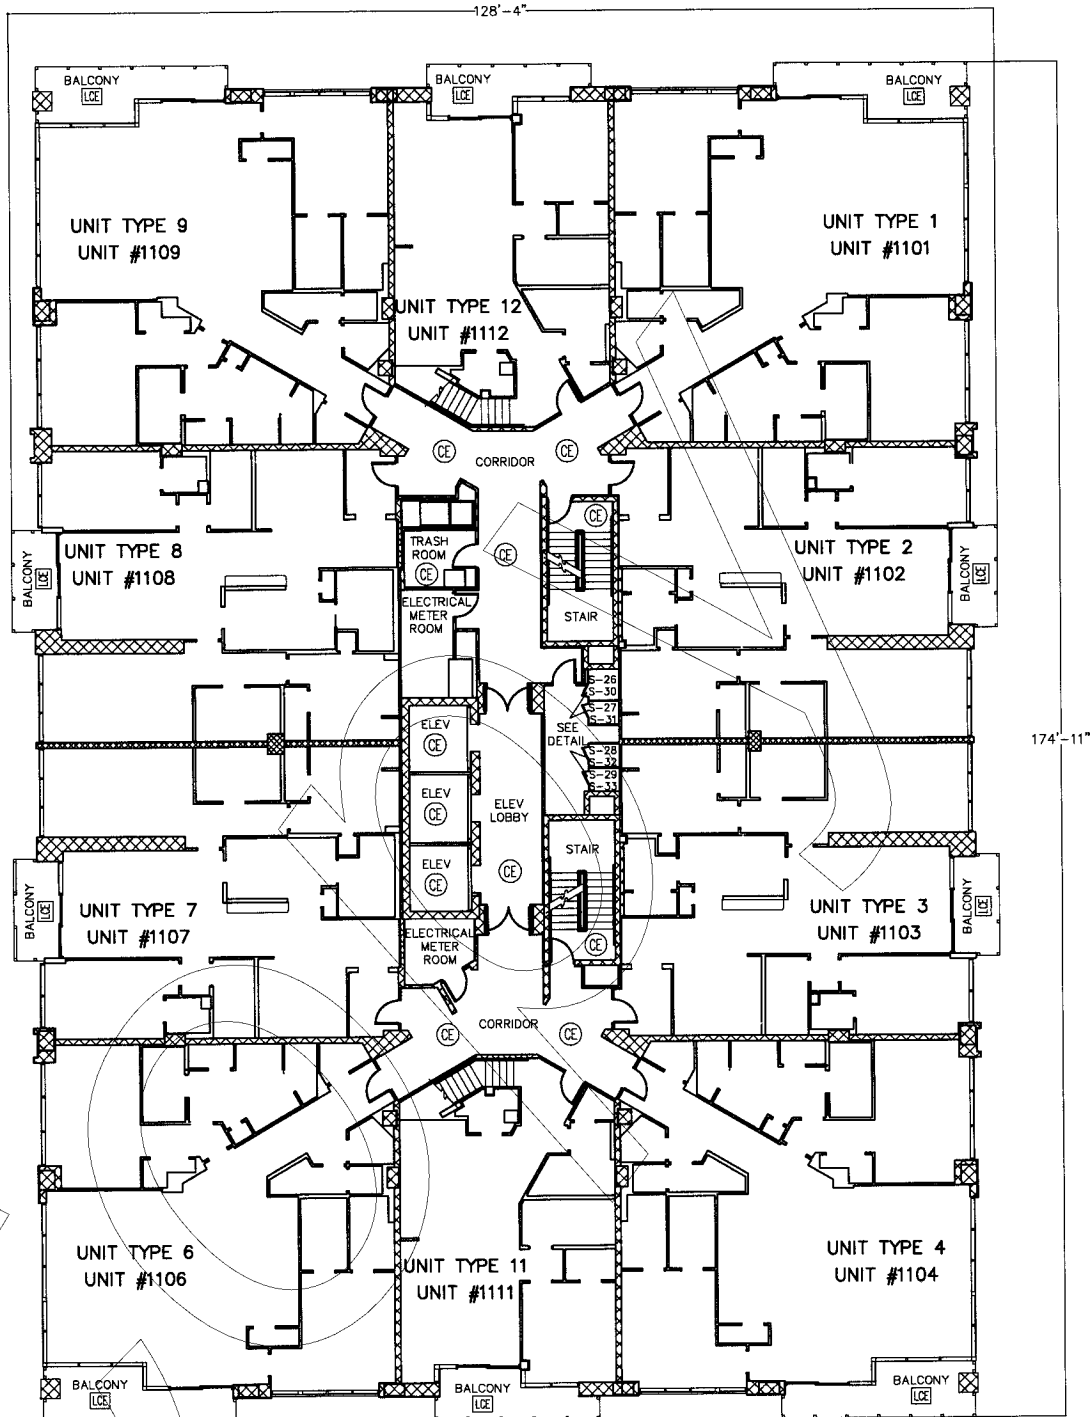 128'-4"
BALCONY
LCE
BALCONY
LCE
BALCONY
LCE
UNIT TYPE 9
UNIT #1109
UNIT TYPE 1
UNIT #1101
UNIT TYPE 12
UNIT #1112
CE
CORRIDOR
CE
CE
TRASH
ROOM
CE
CE
UNIT TYPE 8
UNIT #1108
BALCONY
LCE
UNIT TYPE 2
UNIT #1102
BALCONY
LCE
ELECTRICAL
METER
ROOM
STAIR
S-26
S-30
S-27
S-31
SEE
DETAIL
S-28
S-32
S-29
S-33
174'-11"
ELEV
CE
ELEV
CE
ELEV
CE
ELEV
LOBBY
CE
STAIR
CE
BALCONY
LCE
UNIT TYPE 7
UNIT #1107
UNIT TYPE 3
UNIT #1103
BALCONY
LCE
ELECTRICAL
METER
ROOM
CE
CORRIDOR
CE
UNIT TYPE 6
UNIT #1106
UNIT TYPE 11
UNIT #1111
UNIT TYPE 4
UNIT #1104
BALCONY
LCE
BALCONY
LCE
BALCONY
LCE